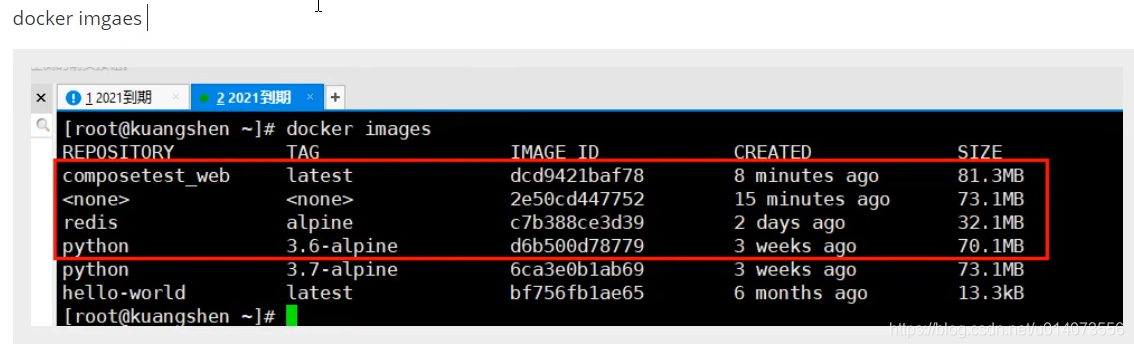 docker imgaes
1 2021到期 × 2 2021到期 × +
[root@kuangshen ~]# docker images
REPOSITORY TAG IMAGE ID CREATED SIZE
composetest_web latest dcd9421baf78 8 minutes ago 81.3MB
<none> <none> 2e50cd447752 15 minutes ago 73.1MB
redis alpine c7b388ce3d39 2 days ago 32.1MB
python 3.6-alpine d6b500d78779 3 weeks ago 70.1MB
python 3.7-alpine 6ca3e0b1ab69 3 weeks ago 73.1MB
hello-world latest bf756fb1ae65 6 months ago 13.3kB
[root@kuangshen ~]#
https://blog.csdn.net/u014073556